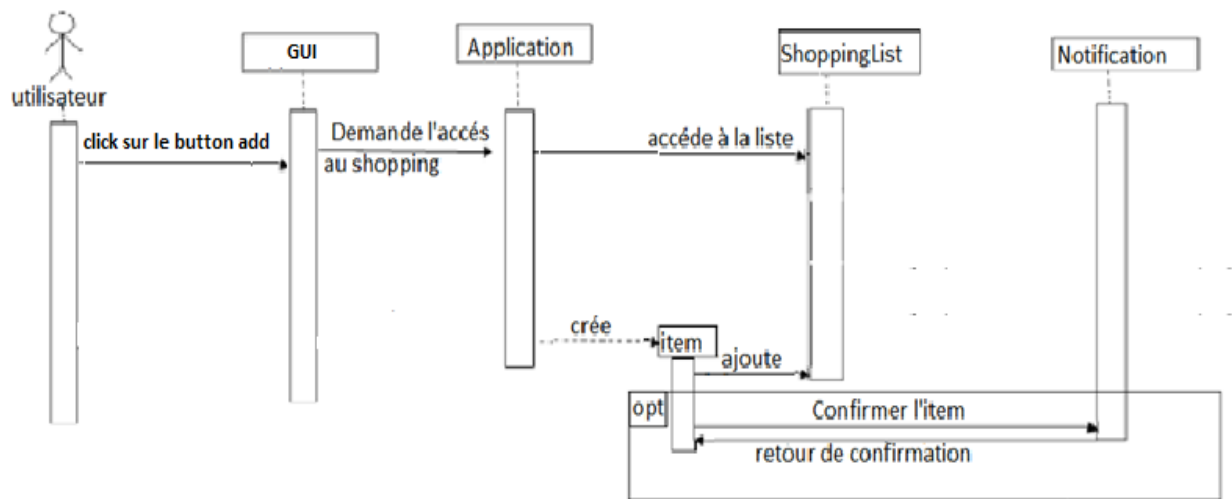 utilisateur
GUI
Application
ShoppingList
Notification
click sur le button add
Demande l'accés
au shopping
accéde à la liste
crée
item
ajoute
opt
Confirmer l'item
retour de confirmation